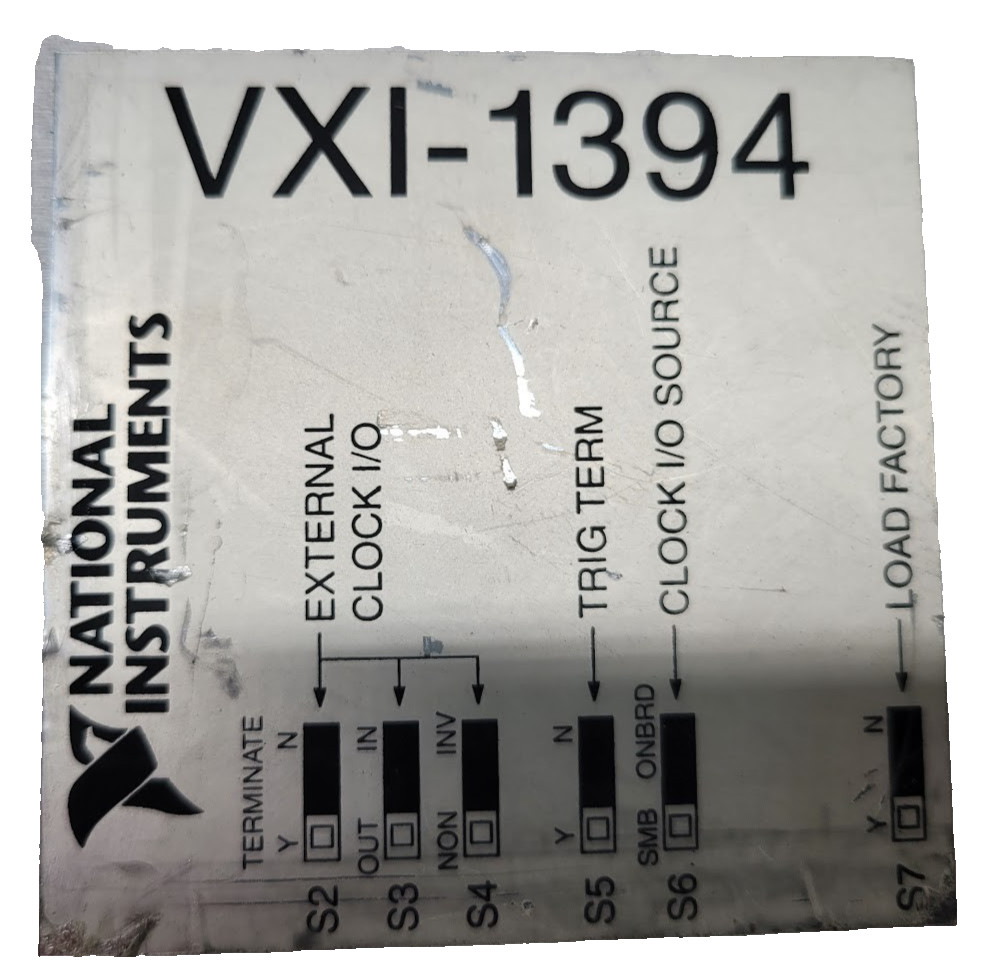 VXI-1394
NATIONAL
INSTRUMENTS
TERMINATE
S2 Y N EXTERNAL
CLOCK I/O
S3 OUT IN
S4 NON INV
S5 Y N TRIG TERM
S6 SMB ONBRD CLOCK I/O SOURCE
S7 Y N LOAD FACTORY